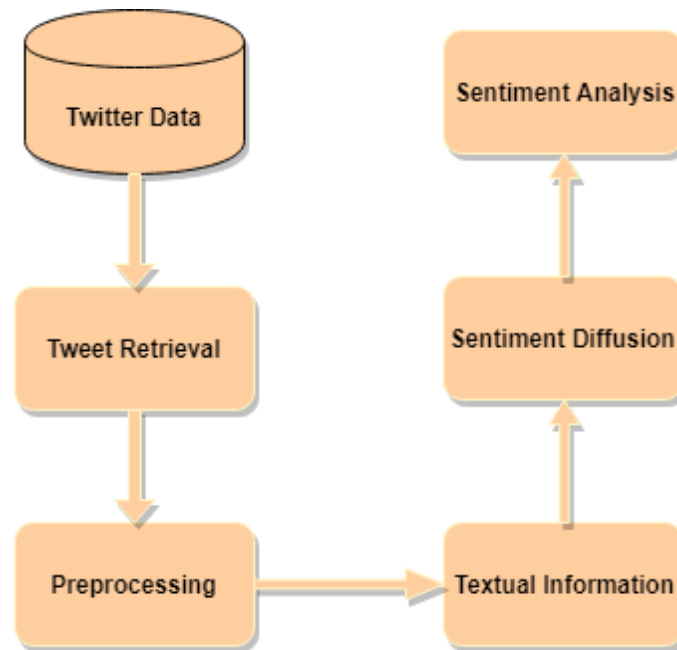 Twitter Data
Tweet Retrieval
Preprocessing
Textual Information
Sentiment Diffusion
Sentiment Analysis